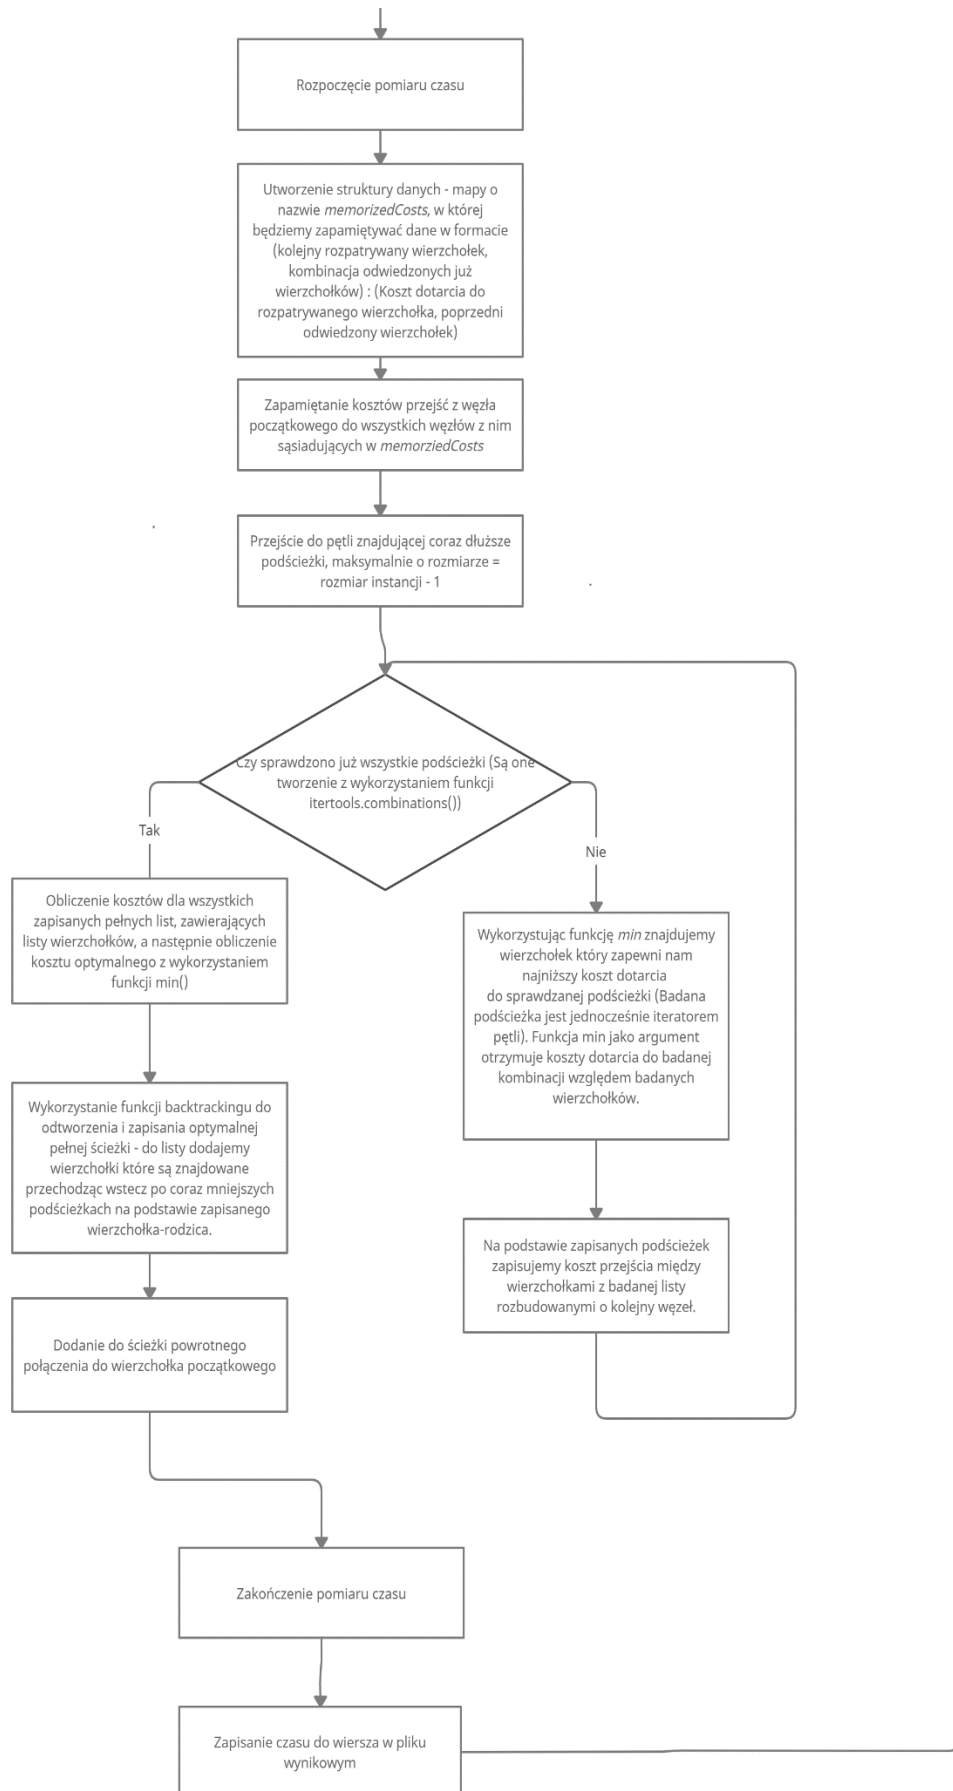 Rozpoczęcie pomiaru czasu
Utworzenie struktury danych - mapy o
nazwie memorizedCosts, w której
będziemy zapamiętywać dane w formacie
(kolejny rozpatrywany wierzchołek,
kombinacja odwiedzonych już
wierzchołków) : (Koszt dotarcia do
rozpatrywanego wierzchołka, poprzedni
odwiedzony wierzchołek)
Zapamiętanie kosztów przejść z węzła
początkowego do wszystkich węzłów z nim
sąsiadujących w memorziedCosts
Przejście do pętli znajdującej coraz dłuższe
podścieżki, maksymalnie o rozmiarze =
rozmiar instancji - 1
Czy sprawdzono już wszystkie podścieżki (Są one
tworzenie z wykorzystaniem funkcji
itertools.combinations())
Tak
Nie
Obliczenie kosztów dla wszystkich
zapisanych pełnych list, zawierających
listy wierzchołków, a następnie obliczenie
kosztu optymalnego z wykorzystaniem
funkcji min()
Wykorzystując funkcję min znajdujemy
wierzchołek który zapewni nam
najniższy koszt dotarcia
do sprawdzanej podścieżki (Badana
podścieżka jest jednocześnie iteratorem
pętli). Funkcja min jako argument
otrzymuje koszty dotarcia do badanej
kombinacji względem badanych
wierzchołków.
Wykorzystanie funkcji backtrackingu do
odtworzenia i zapisania optymalnej
pełnej ścieżki - do listy dodajemy
wierzchołki które są znajdowane
przechodząc wstecz po coraz mniejszych
podścieżkach na podstawie zapisanego
wierzchołka-rodzica.
Na podstawie zapisanych podścieżek
zapisujemy koszt przejścia między
wierzchołkami z badanej listy
rozbudowanymi o kolejny węzeł.
Dodanie do ścieżki powrotnego
połączenia do wierzchołka początkowego
Zakończenie pomiaru czasu
Zapisanie czasu do wiersza w pliku
wynikowym